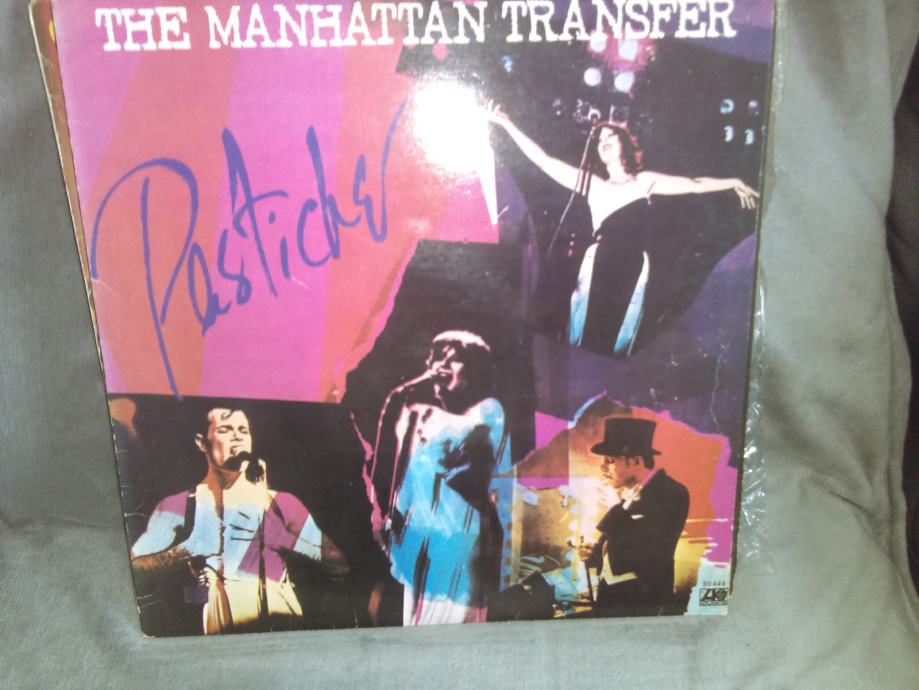 THE MANHATTAN TRANSFER
Pastiche
50444